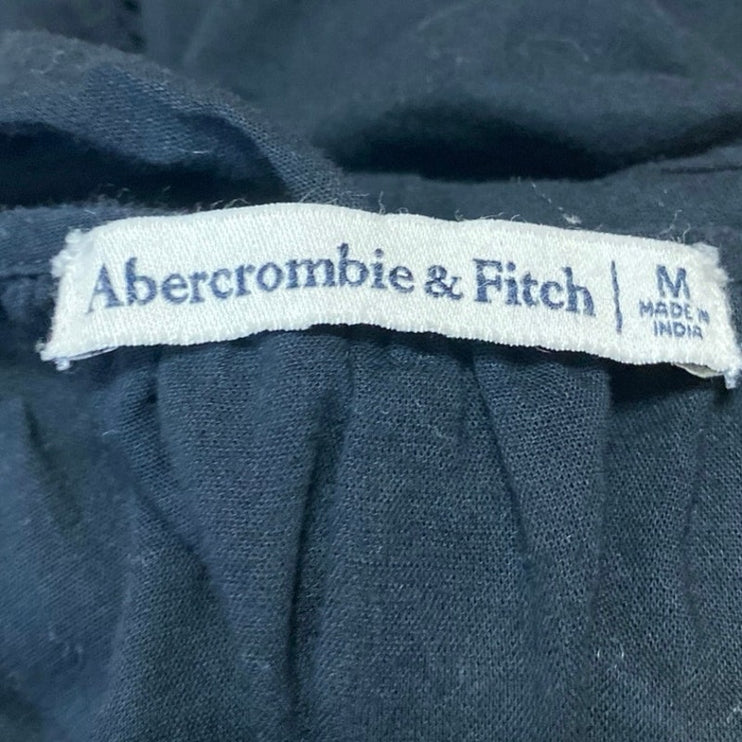 Abercrombie & Fitch | M
MADE IN
INDIA